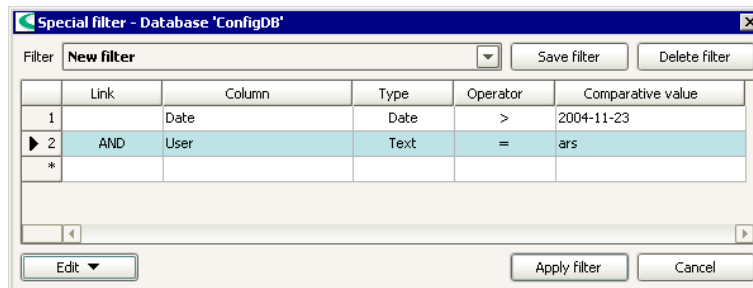 Special filter - Database 'ConfigDB'
Filter New filter Save filter Delete filter
Link Column Type Operator Comparative value
1 Date Date > 2004-11-23
2 AND User Text = ars
*
Edit Apply filter Cancel